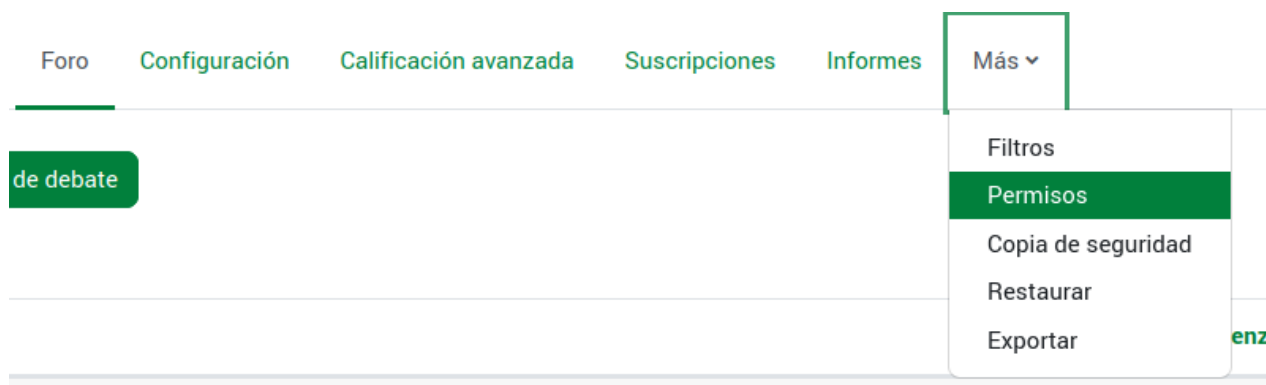 Foro Configuración Calificación avanzada Suscripciones Informes Más
de debate
Filtros
Permisos
Copia de seguridad
Restaurar
Exportar